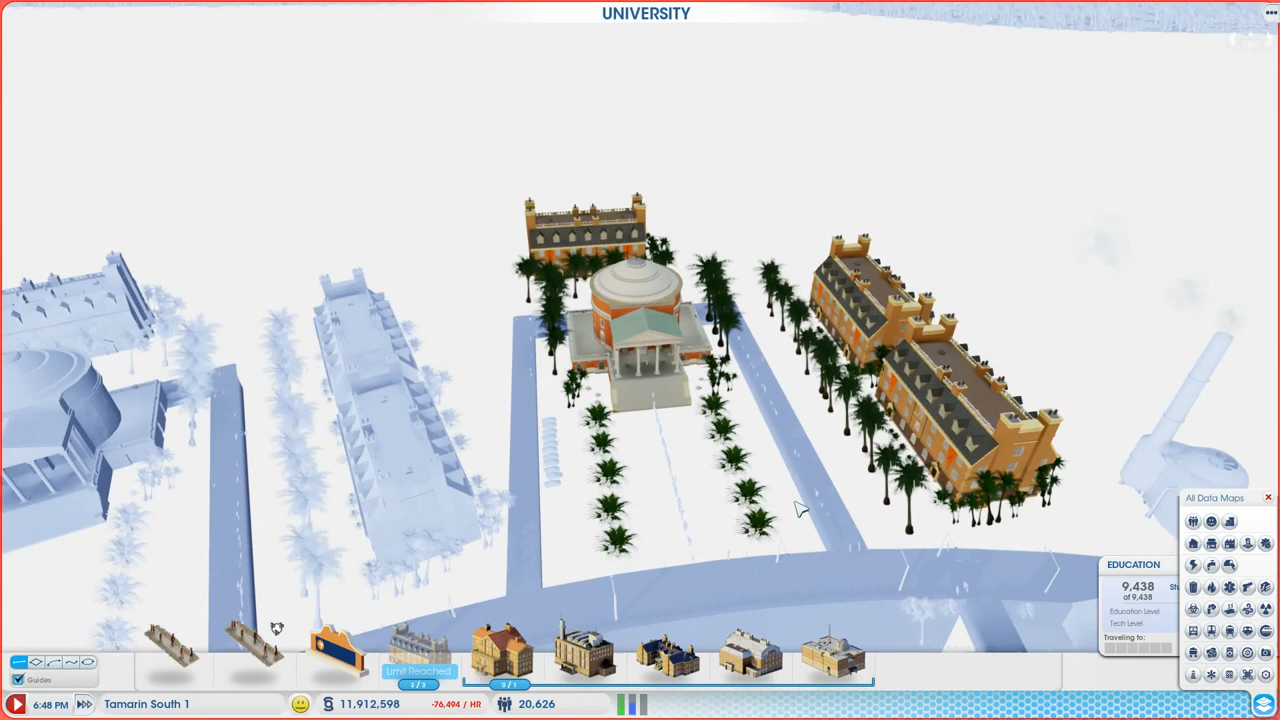 UNIVERSITY
EDUCATION
9,438
of 9,438
Education Level
Tech Level
Traveling to:
All Data Maps
Limit Reached
3 / 3
0 / 1
Guides
6:48 PM
Tamarin South 1
11,912,598
-76,494 / HR
20,626